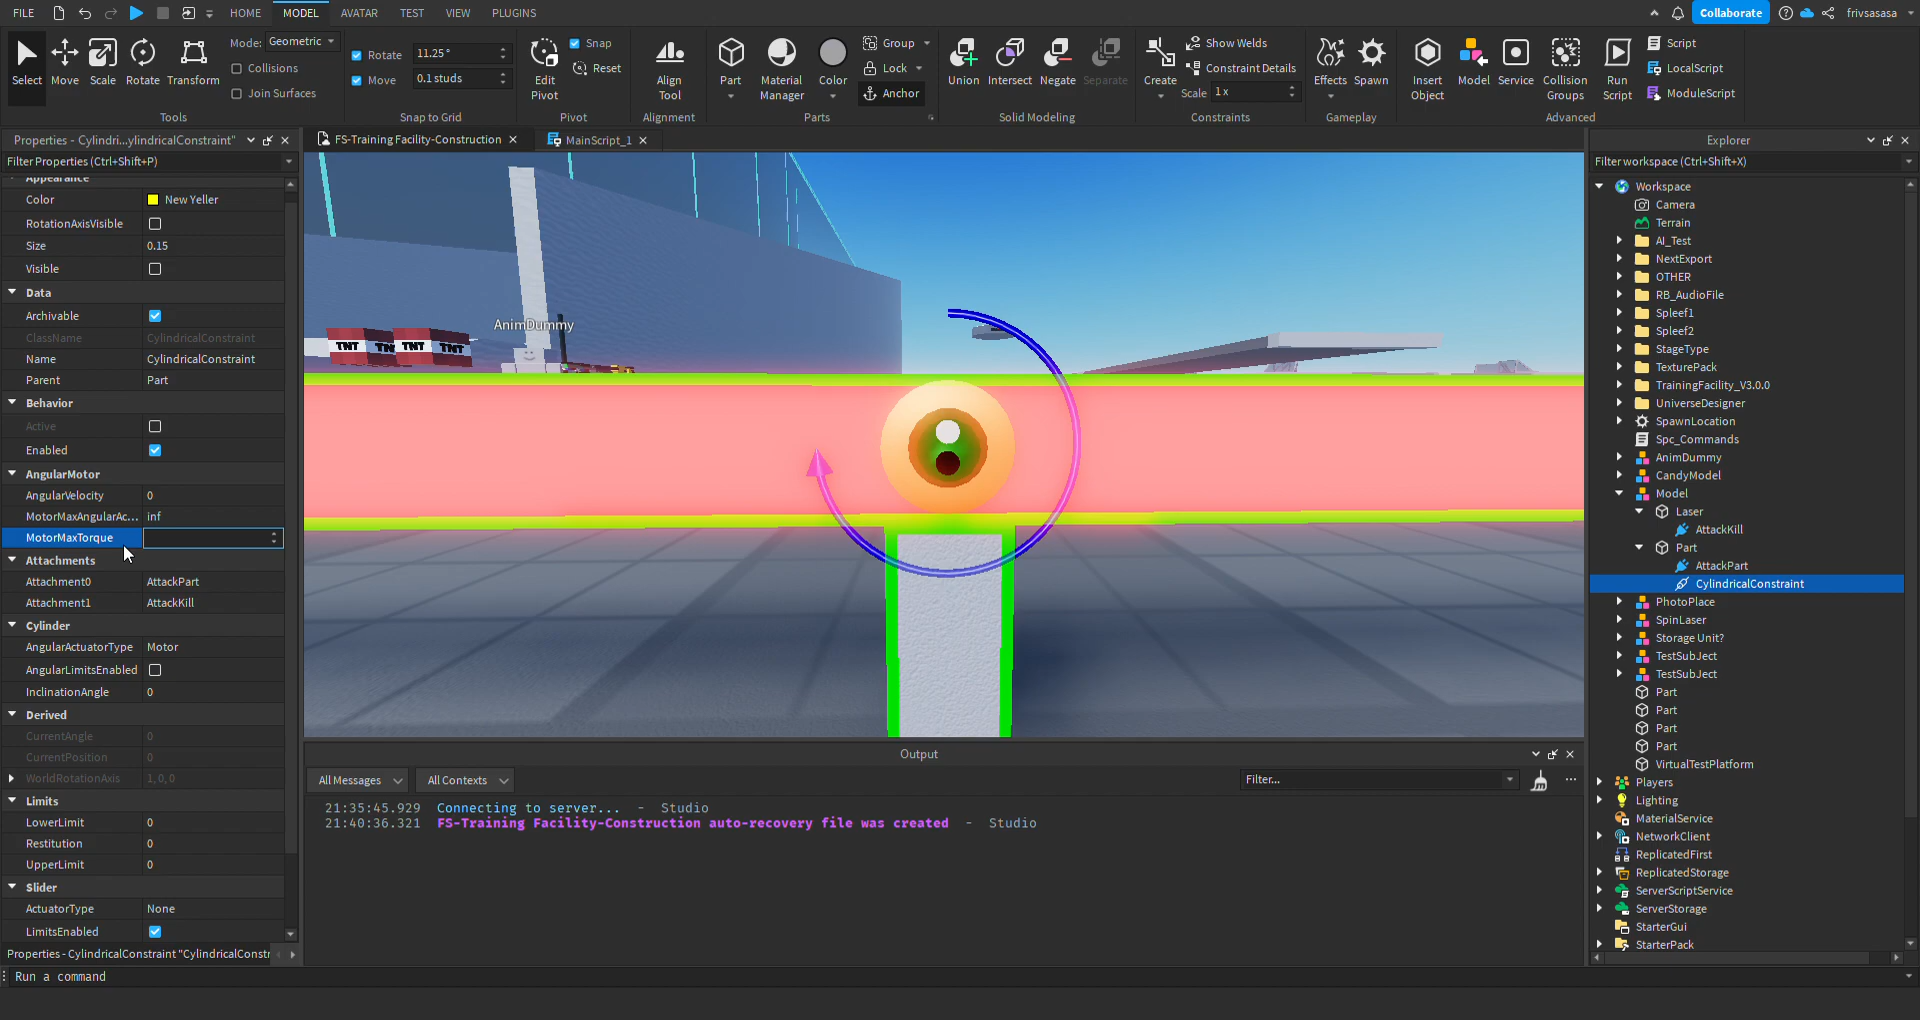 FILE HOME MODEL AVATAR TEST VIEW PLUGINS Collaborate frivsasasa
Select Move Scale Rotate Transform
Mode: Geometric
Collisions
Join Surfaces
Tools
Rotate 11.25 °
Move 0.1 studs
Snap to Grid
Edit Pivot
Snap
Reset
Pivot
Align Tool
Alignment
Part
Material Manager
Color
Group
Lock
Anchor
Parts
Union Intersect Negate Separate
Solid Modeling
Create
Show Welds
Constraint Details
Scale 1 x
Constraints
Effects Spawn
Gameplay
Insert Object
Model
Service
Collision Groups
Run Script
Script
LocalScript
ModuleScript
Advanced
Properties - Cylindri...ylindricalConstraint"
Filter Properties (Ctrl+Shift+P)
Appearance
Color New Yeller
RotationAxisVisible
Size 0.15
Visible
Data
Archivable
ClassName CylindricalConstraint
Name CylindricalConstraint
Parent Part
Behavior
Active
Enabled
AngularMotor
AngularVelocity 0
MotorMaxAngularAc... inf
MotorMaxTorque
Attachments
Attachment0 AttackPart
Attachment1 AttackKill
Cylinder
AngularActuatorType Motor
AngularLimitsEnabled
InclinationAngle 0
Derived
CurrentAngle 0
CurrentPosition 0
WorldRotationAxis 1, 0, 0
Limits
LowerLimit 0
Restitution 0
UpperLimit 0
Slider
ActuatorType None
LimitsEnabled
Properties - CylindricalConstraint "CylindricalConstr
FS-Training Facility-Construction
MainScript_1
AnimDummy
TNT TNT TNT TNT
Output
All Messages All Contexts Filter...
21:35:45.929 Connecting to server... - Studio
21:40:36.321 FS-Training Facility-Construction auto-recovery file was created - Studio
Explorer
Filter workspace (Ctrl+Shift+X)
Workspace
Camera
Terrain
AI_Test
NextExport
OTHER
RB_AudioFile
Spleef1
Spleef2
StageType
TexturePack
TrainingFacility_V3.0.0
UniverseDesigner
SpawnLocation
Spc_Commands
AnimDummy
CandyModel
Model
Laser
AttackKill
Part
AttackPart
CylindricalConstraint
PhotoPlace
SpinLaser
Storage Unit?
TestSubJect
TestSubJect
Part
Part
Part
Part
VirtualTestPlatform
Players
Lighting
MaterialService
NetworkClient
ReplicatedFirst
ReplicatedStorage
ServerScriptService
ServerStorage
StarterGui
StarterPack
Run a command